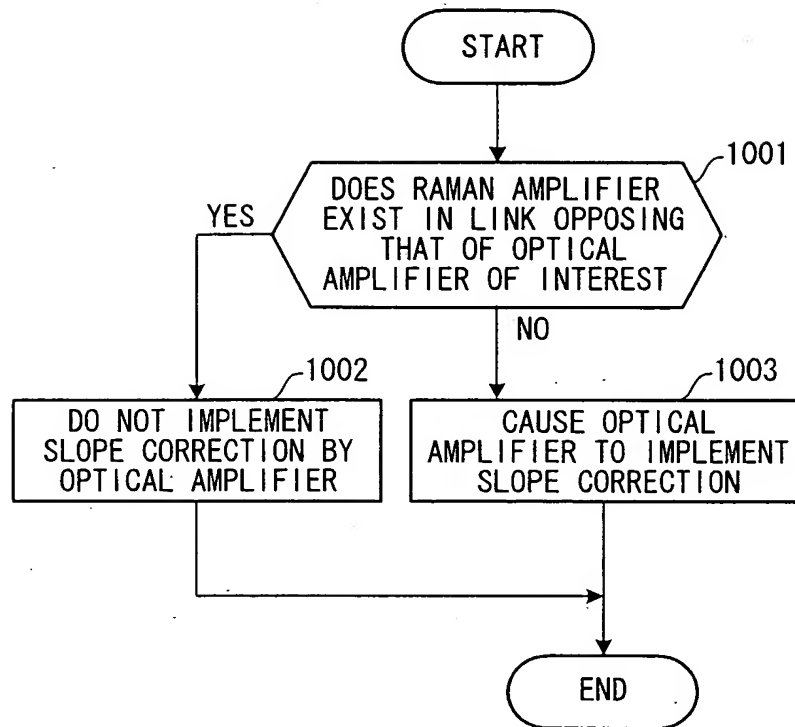 START
1001
DOES RAMAN AMPLIFIER
EXIST IN LINK OPPOSING
THAT OF OPTICAL
AMPLIFIER OF INTEREST
YES
NO
1002
DO NOT IMPLEMENT
SLOPE CORRECTION BY
OPTICAL AMPLIFIER
1003
CAUSE OPTICAL
AMPLIFIER TO IMPLEMENT
SLOPE CORRECTION
END